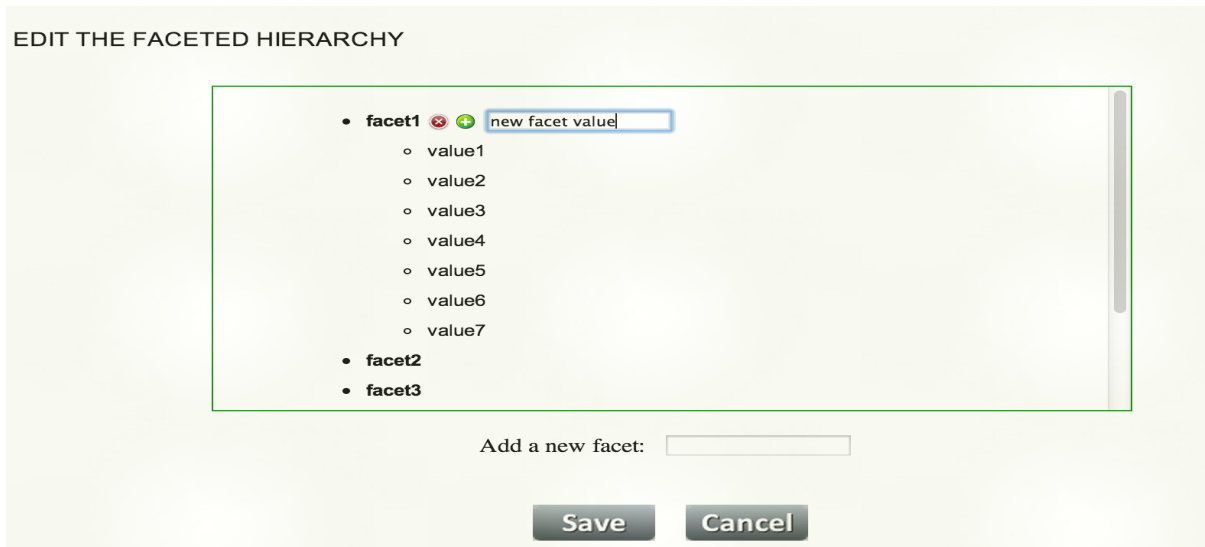 EDIT THE FACETED HIERARCHY
facet1 new facet value
value1
value2
value3
value4
value5
value6
value7
facet2
facet3
Add a new facet:
Save Cancel